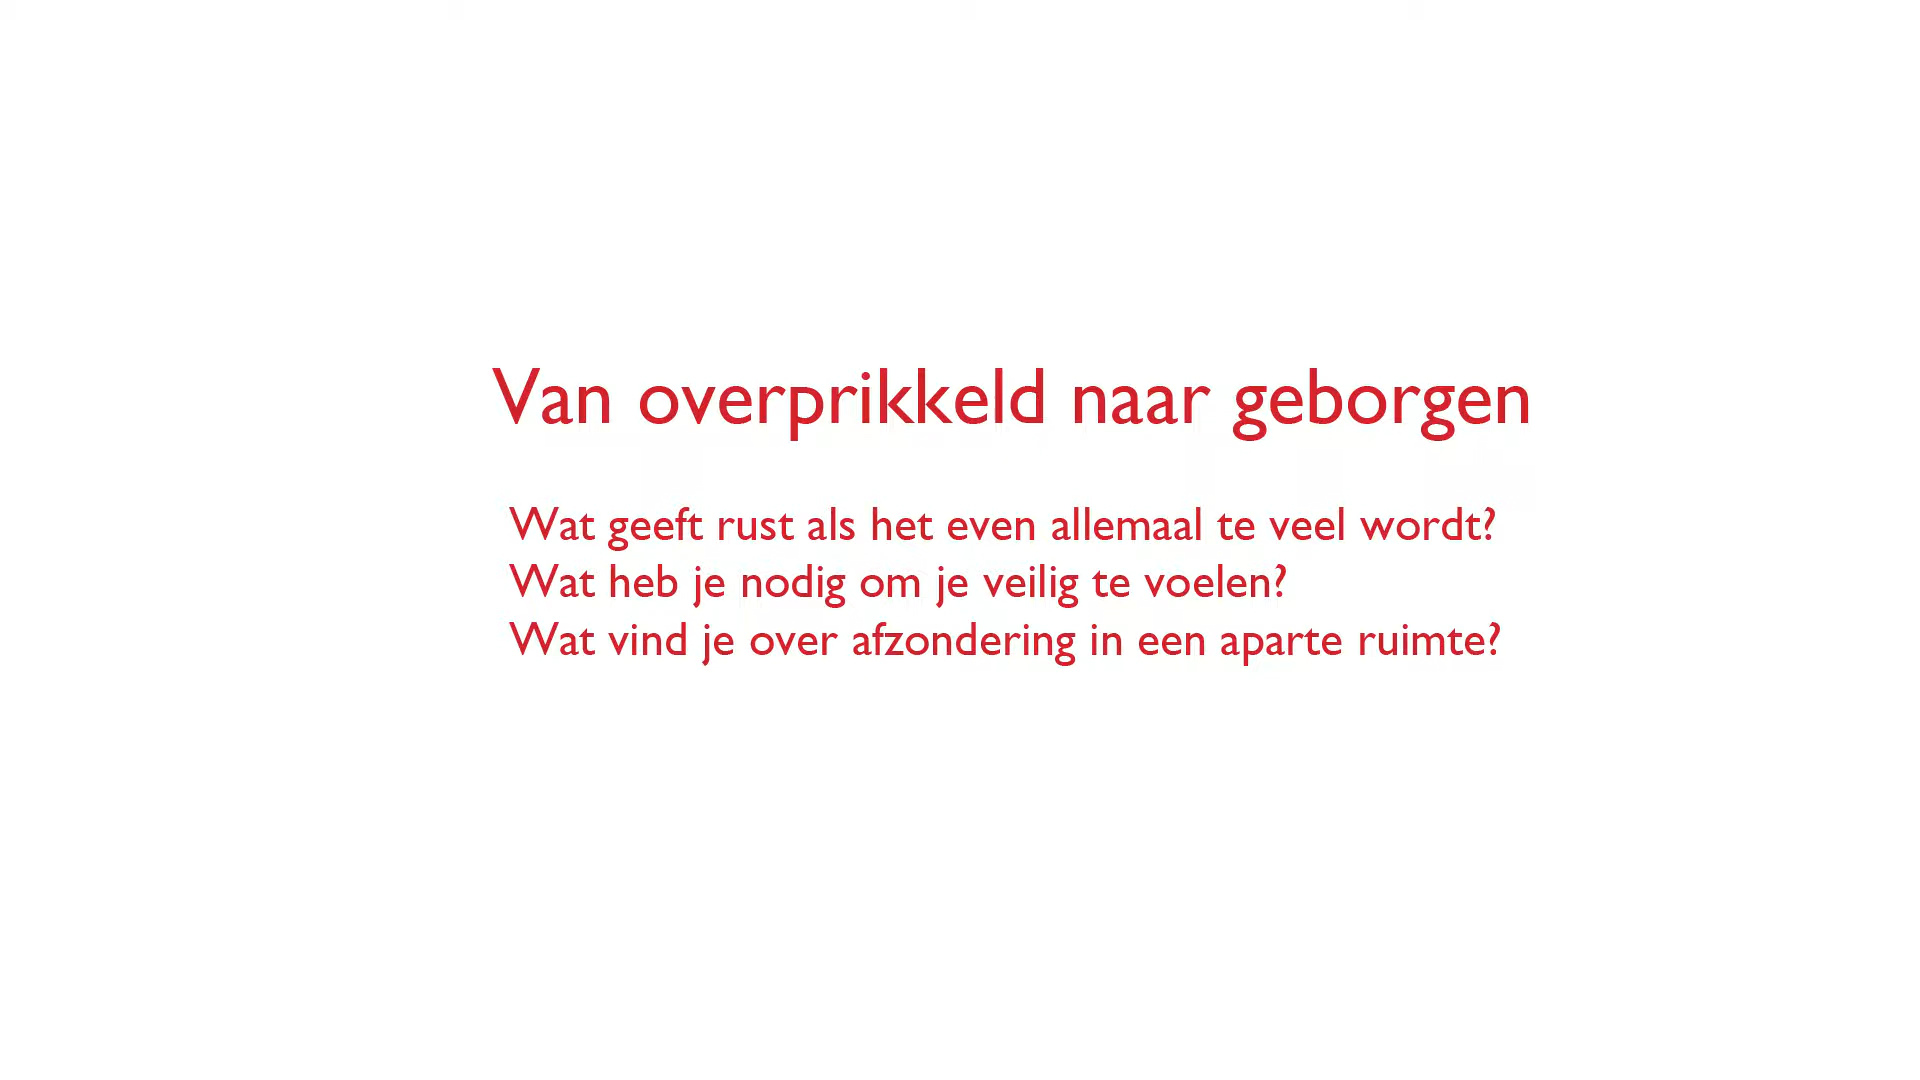 Van overprikkeld naar geborgen
Wat geeft rust als het even allemaal te veel wordt?
Wat heb je nodig om je veilig te voelen?
Wat vind je over afzondering in een aparte ruimte?